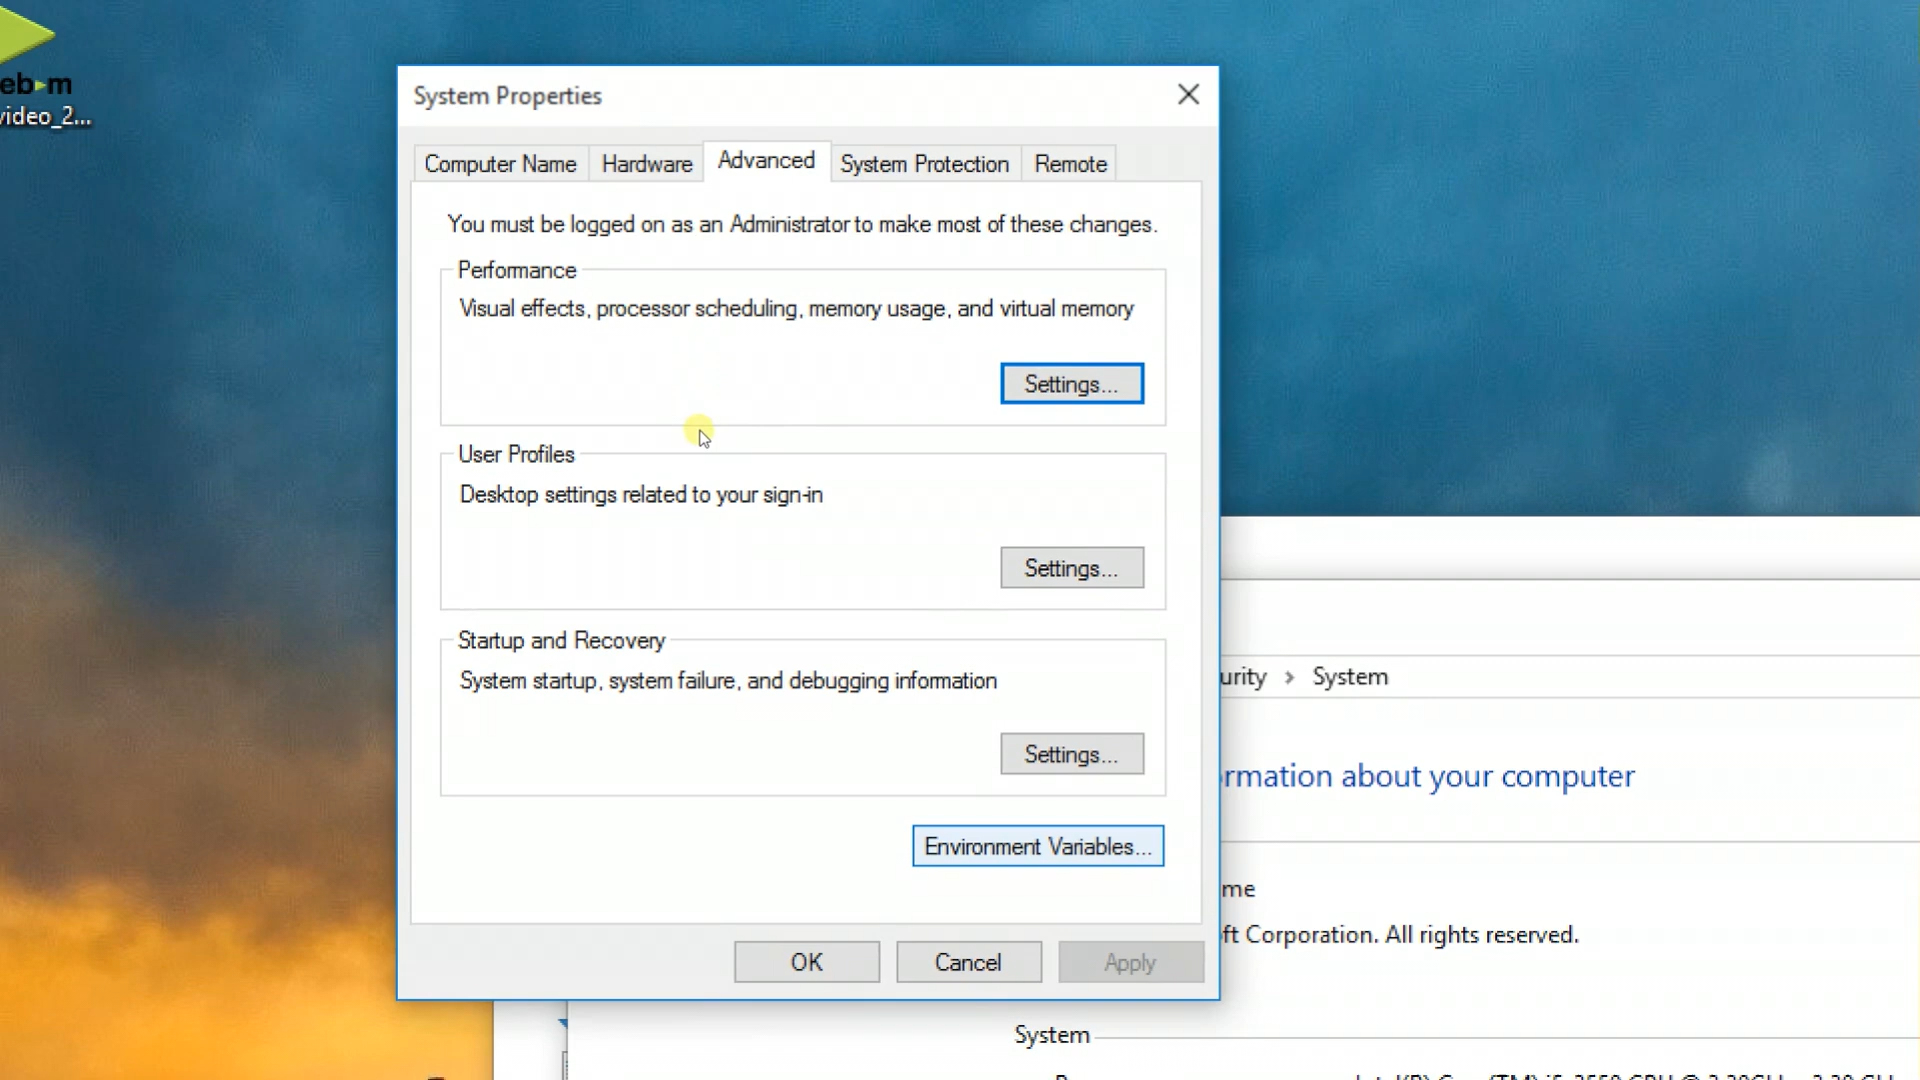 eb m
video_2...
System Properties
Computer Name Hardware Advanced System Protection Remote
You must be logged on as an Administrator to make most of these changes.
Performance
Visual effects, processor scheduling, memory usage, and virtual memory
Settings...
User Profiles
Desktop settings related to your sign-in
Settings...
Startup and Recovery
System startup, system failure, and debugging information
Settings...
Environment Variables...
OK Cancel Apply
urity > System
rmation about your computer
me
ft Corporation. All rights reserved.
System